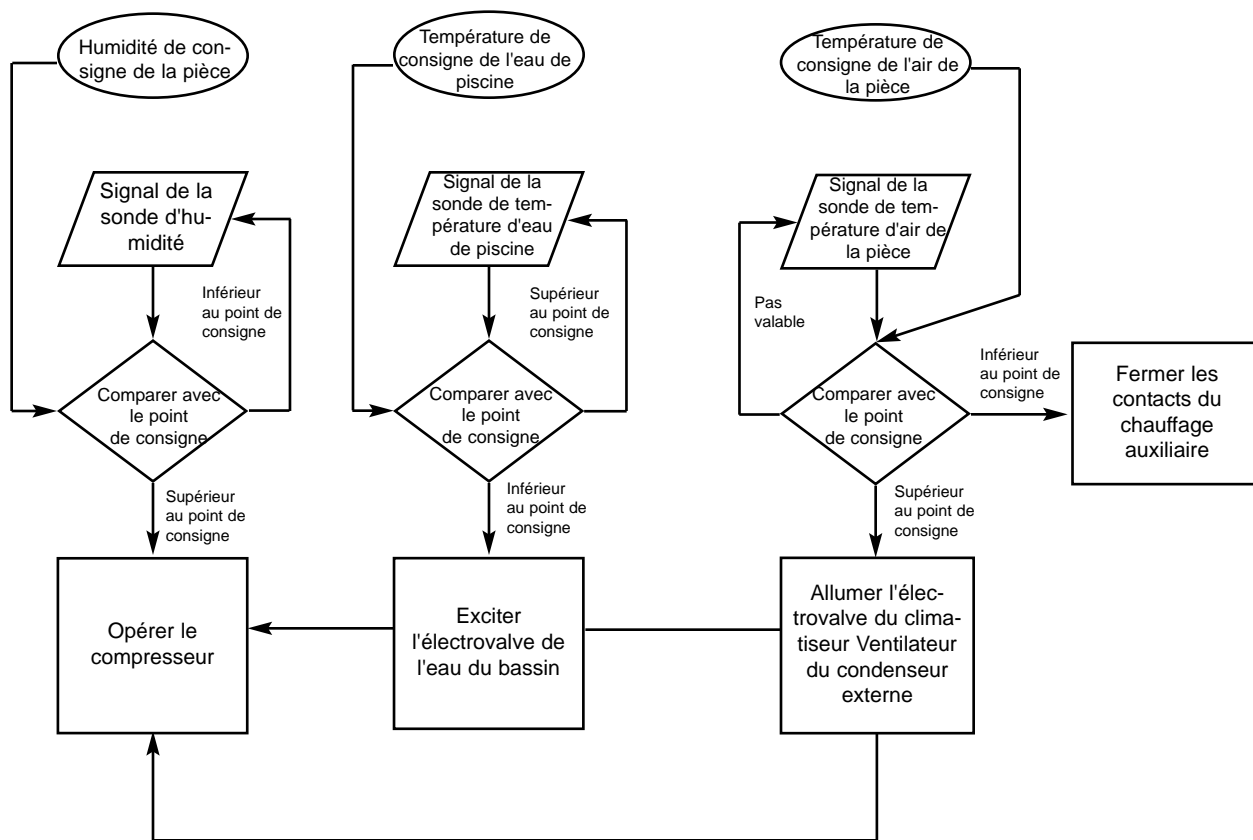 Humidité de con-
signe de la pièce
Température de
consigne de l'eau de
piscine
Température de
consigne de l'air de
la pièce
Signal de la
sonde d'hu-
midité
Signal de la
sonde de tem-
pérature d'eau
de piscine
Signal de la
sonde de tem-
pérature d'air de
la pièce
Inférieur
au point de
consigne
Supérieur
au point de
consigne
Pas
valable
Comparer avec
le point
de consigne
Comparer avec
le point
de consigne
Comparer avec
le point
de consigne
Inférieur
au point de
consigne
Fermer les
contacts du
chauffage
auxiliaire
Supérieur
au point de
consigne
Inférieur
au point de
consigne
Supérieur
au point de
consigne
Opérer le
compresseur
Exciter
l'électrovalve de
l'eau du bassin
Allumer l'élec-
trovalve du clima-
tiseur Ventilateur
du condenseur
externe